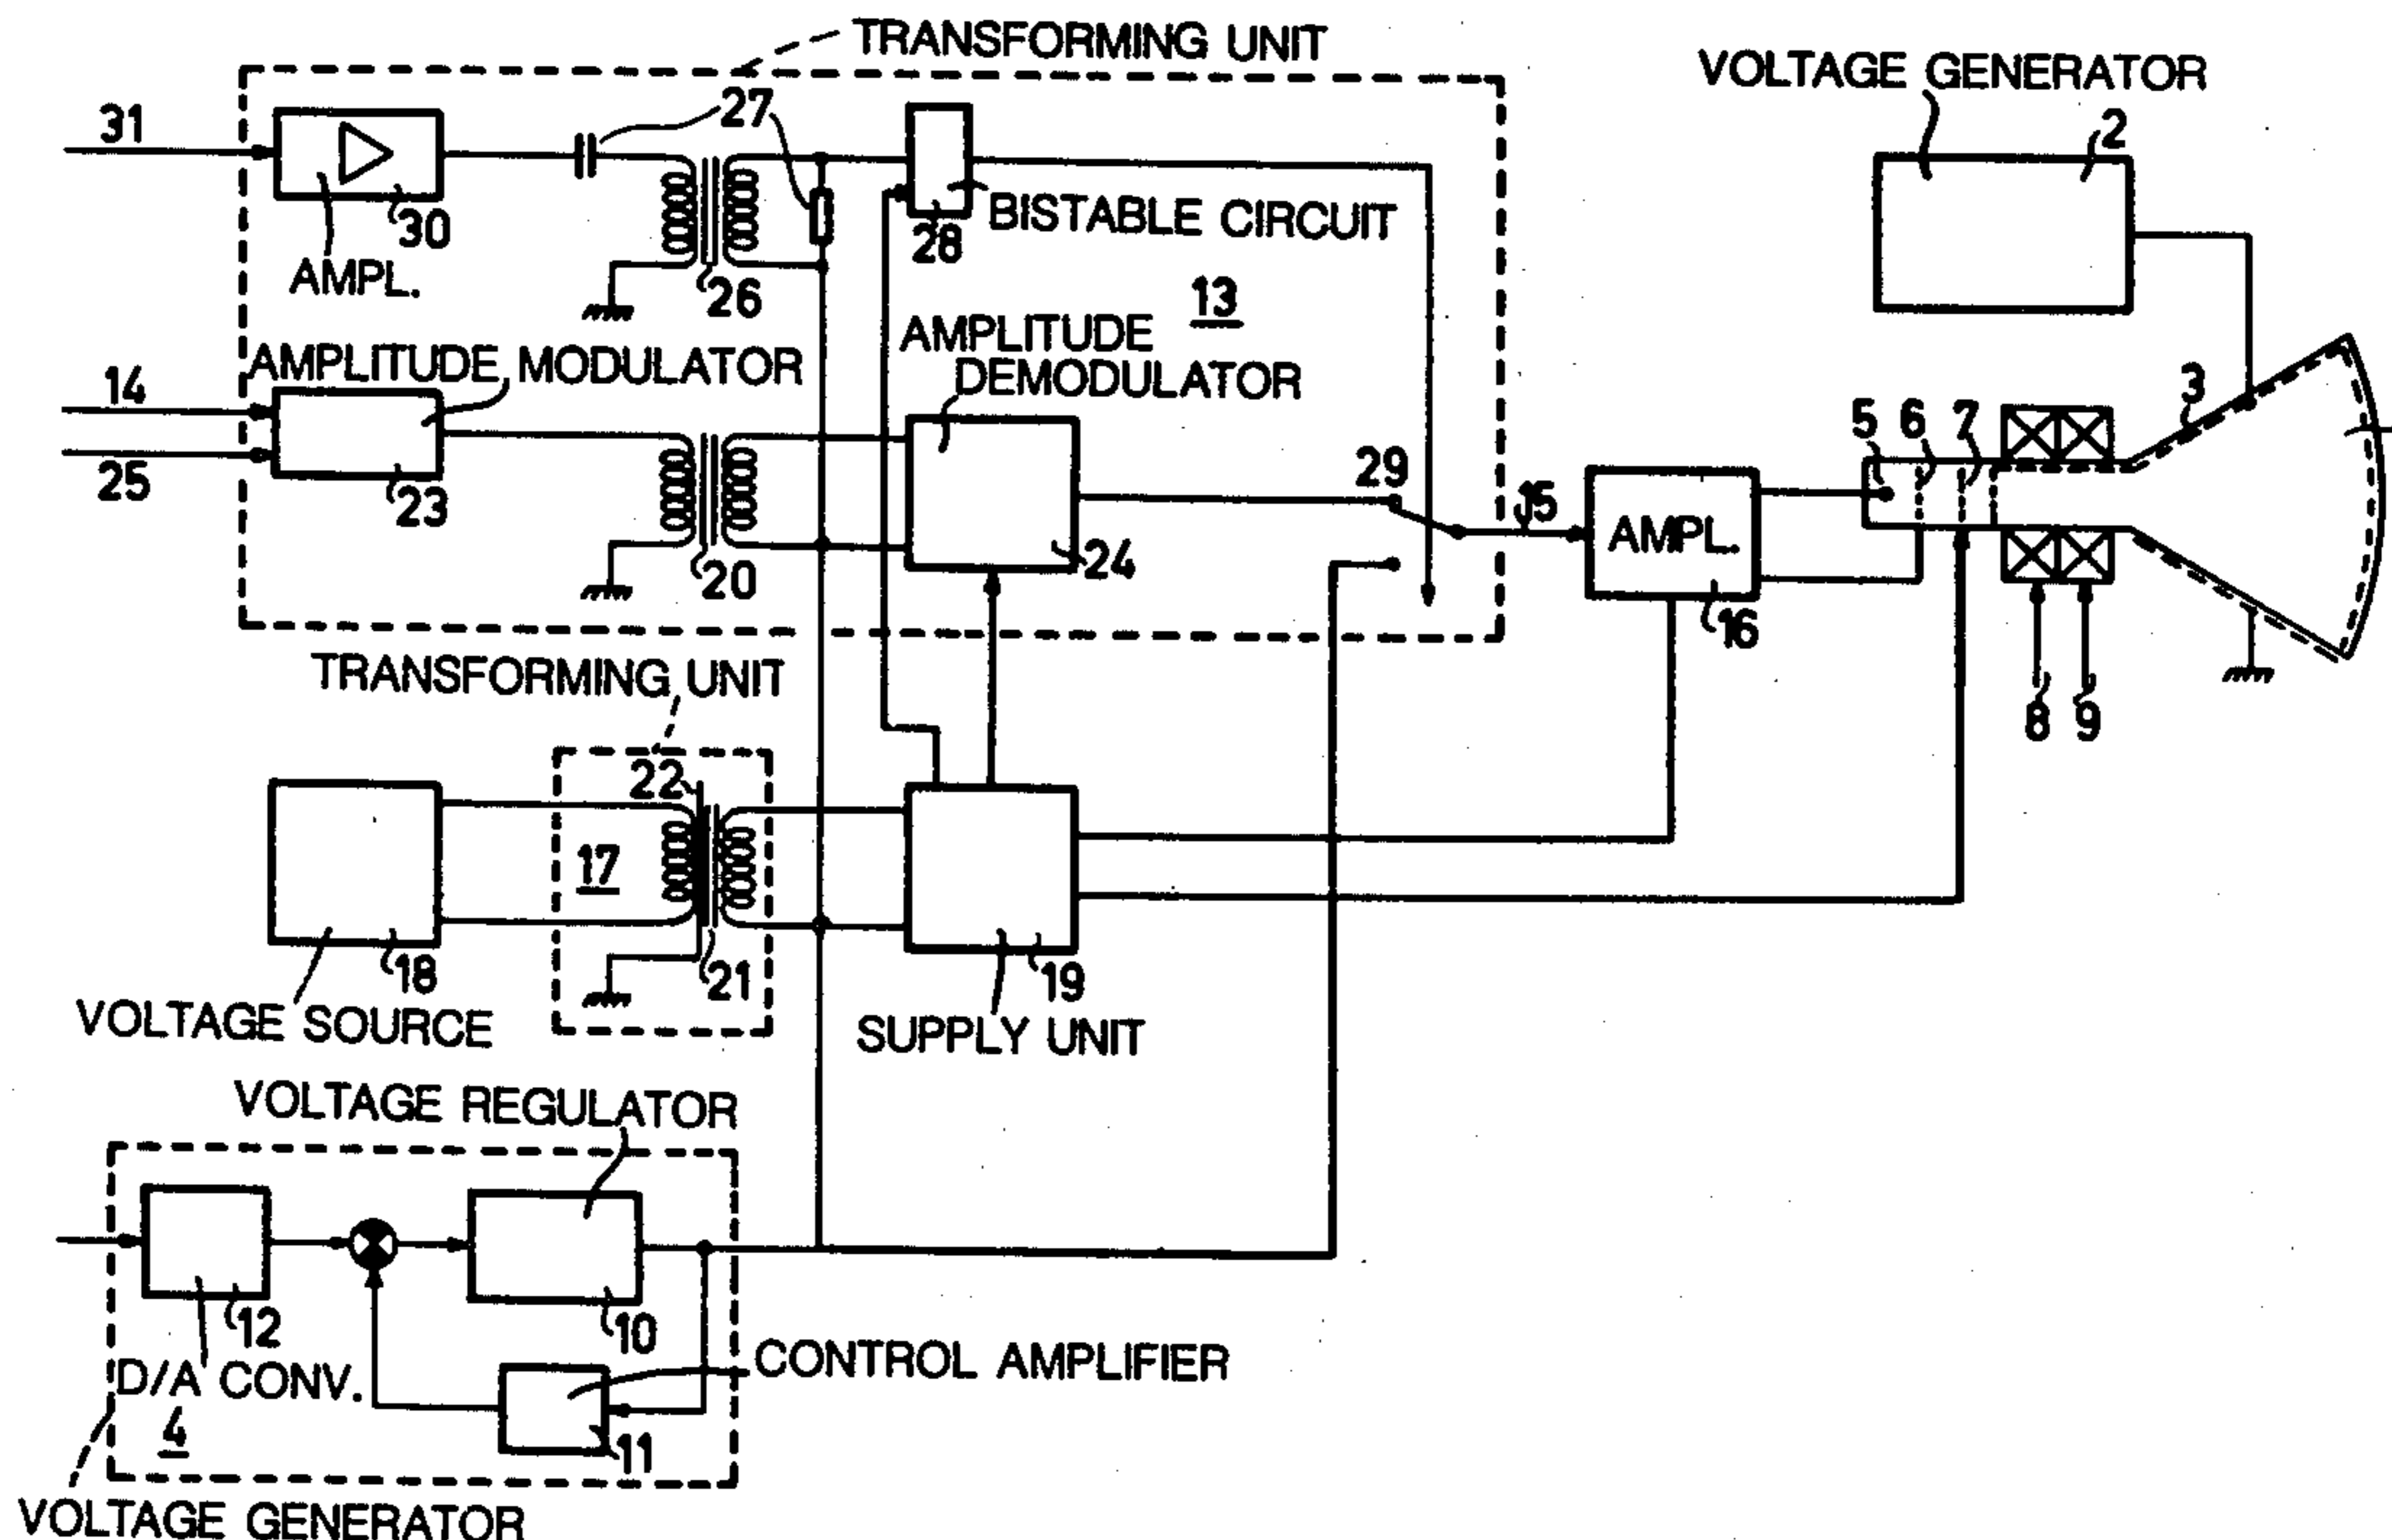 TRANSFORMING UNIT
VOLTAGE GENERATOR
31
27
2
30
AMPL.
26
28
BISTABLE CIRCUIT
13
AMPLITUDE MODULATOR
AMPLITUDE
DEMODULATOR
14
25
23
20
24
29
15
AMPL.
16
5
6
7
3
8
9
TRANSFORMING UNIT
22
17
21
18
19
VOLTAGE SOURCE
SUPPLY UNIT
VOLTAGE REGULATOR
12
10
D/A CONV.
CONTROL AMPLIFIER
4
11
VOLTAGE GENERATOR